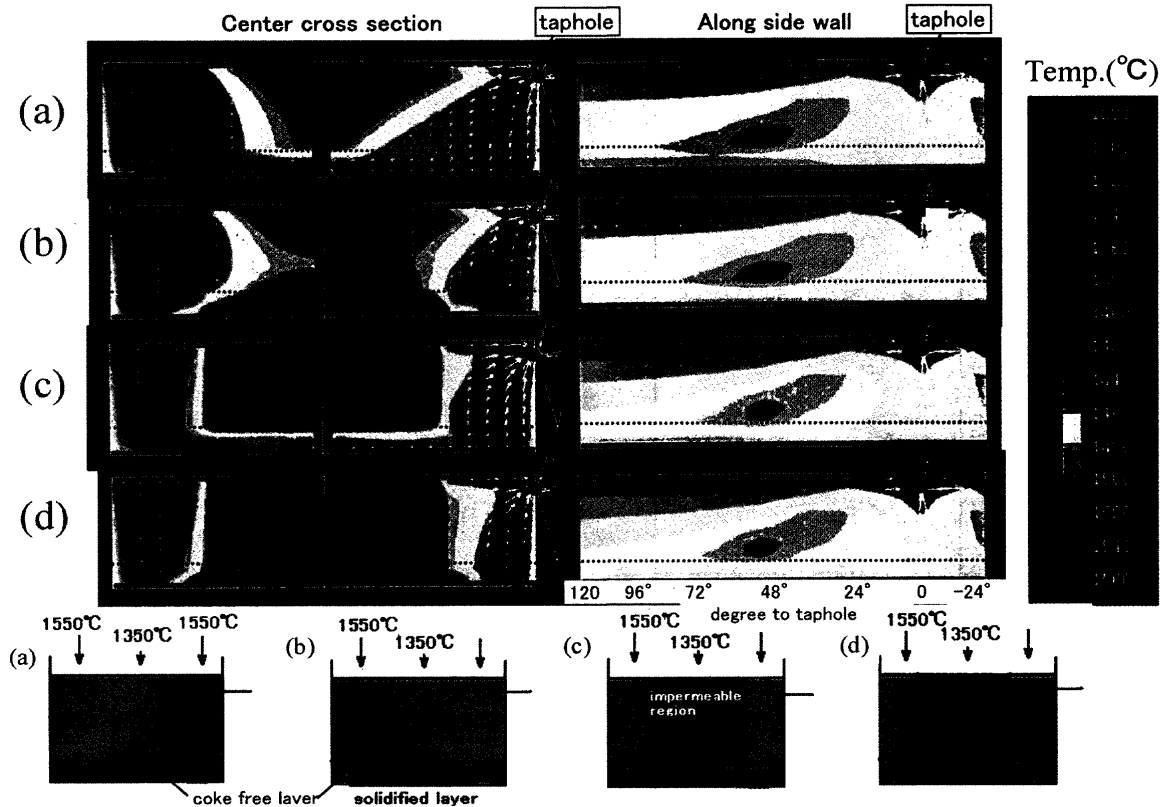 Center cross section
taphole
Along side wall
taphole
Temp.(℃)
(a)
(b)
(c)
(d)
120 96° 72° 48° 24° 0 -24°
degree to taphole
(a)
1550℃
1350℃
1550℃
(b)
1550℃
1350℃
(c)
1550℃
1350℃
impermeable
region
(d)
1550℃
1350℃
coke free laver
solidified layer